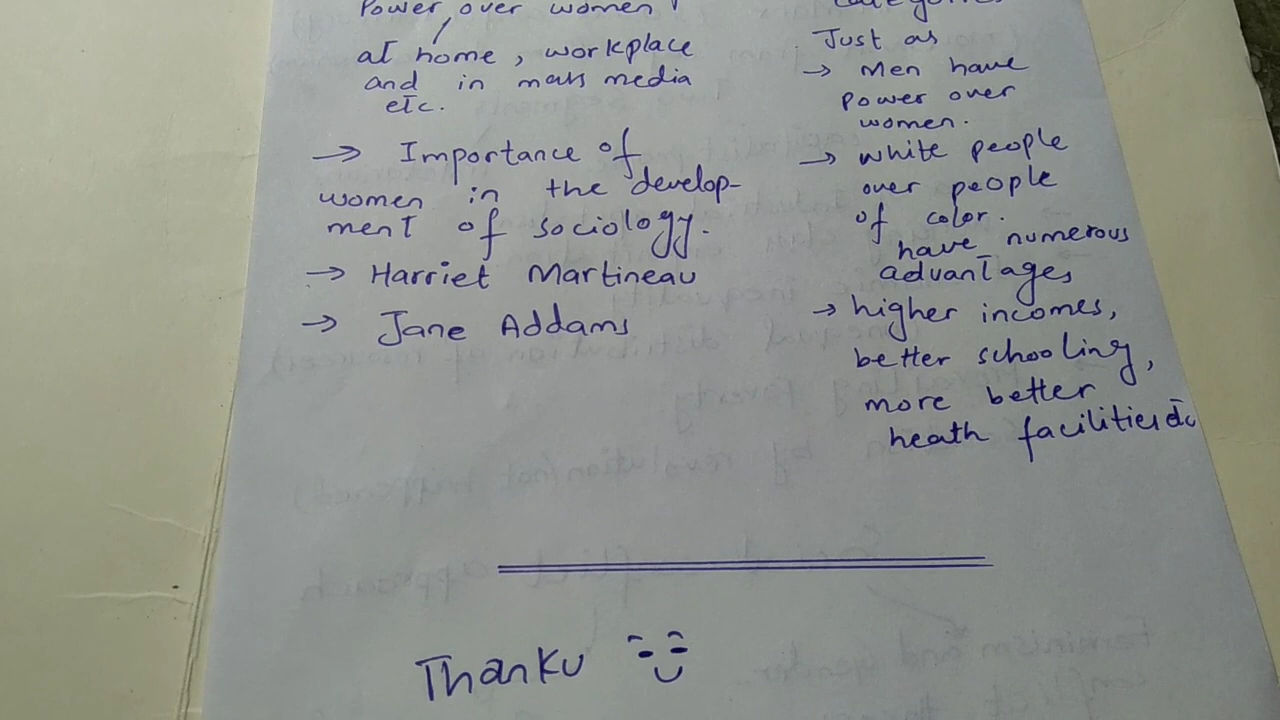 Power over women
at home, workplace
and in mass media
etc.
→ Importance of
women in the develop-
ment of sociology.
→ Harriet Martineau
→ Jane Addams
categories
Just as
→ Men have
power over
women.
→ white people
over people
of color.
have numerous
advantages
→ higher incomes,
better schooling,
more better
heath facilities etc
Thanku